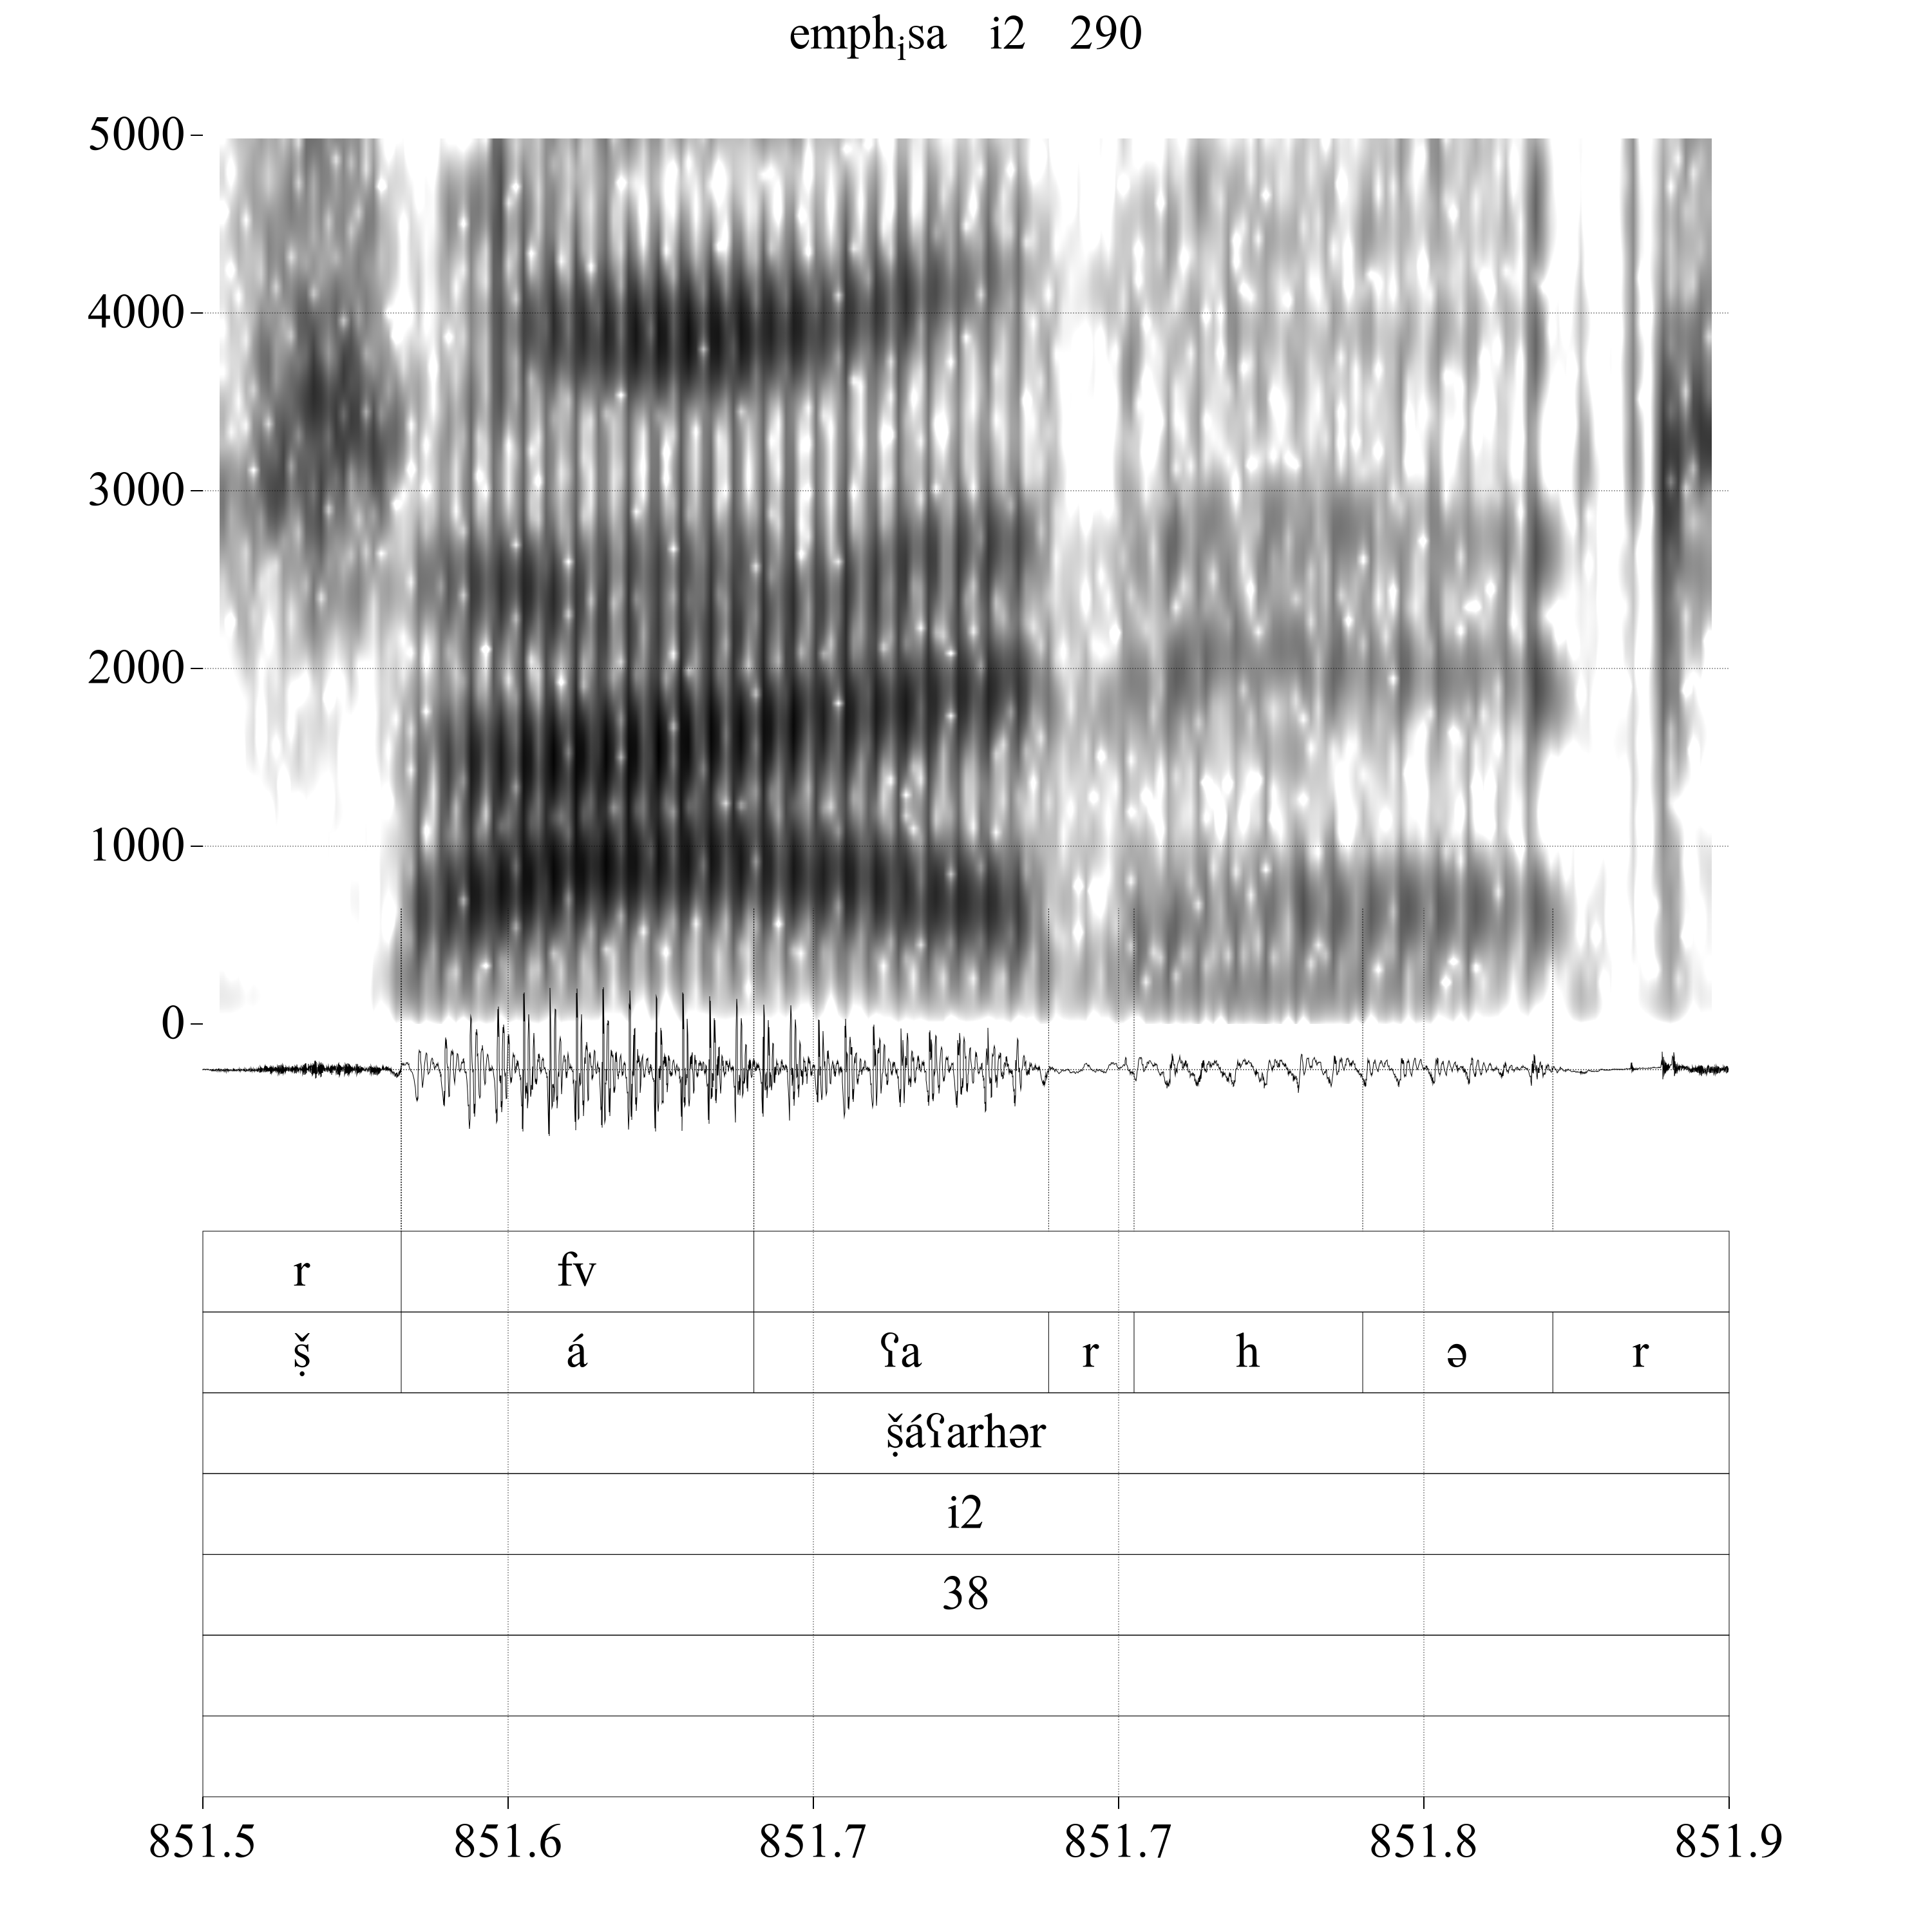 emphᵢsa i2 290
5000
4000
3000
2000
1000
0
r fv
ṣ̌ á ʕa r h ə r
ṣ̌áʕarhər
i2
38
851.5 851.6 851.7 851.7 851.8 851.9